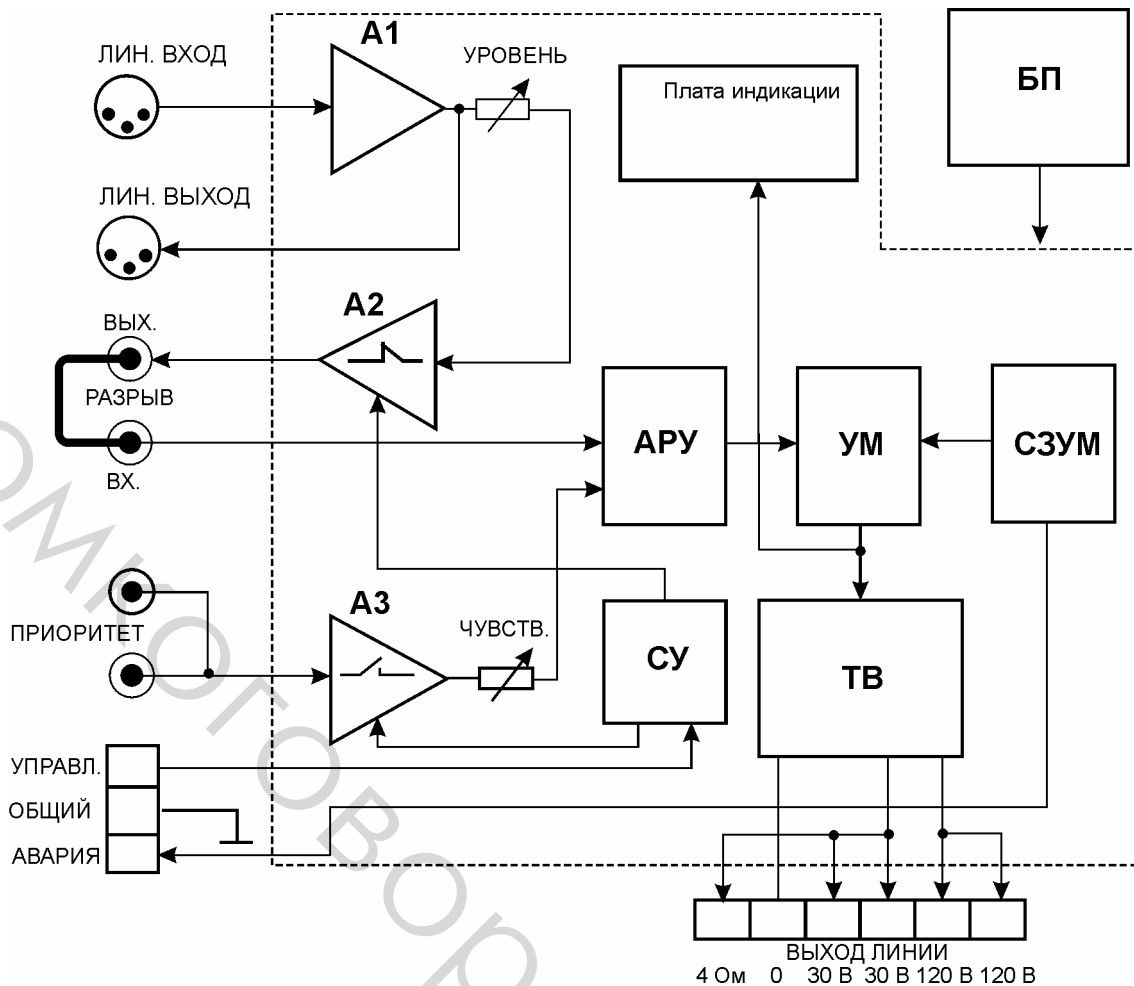 А1
ЛИН. ВХОД
УРОВЕНЬ
Плата индикации
БП
ЛИН. ВЫХОД
А2
ВЫХ.
РАЗРЫВ
ВХ.
АРУ
УМ
СЗУМ
ПРИОРИТЕТ
А3
ЧУВСТВ.
СУ
ТВ
УПРАВЛ.
ОБЩИЙ
АВАРИЯ
ВЫХОД ЛИНИИ
4 Ом 0 30 В 30 В 120 В 120 В